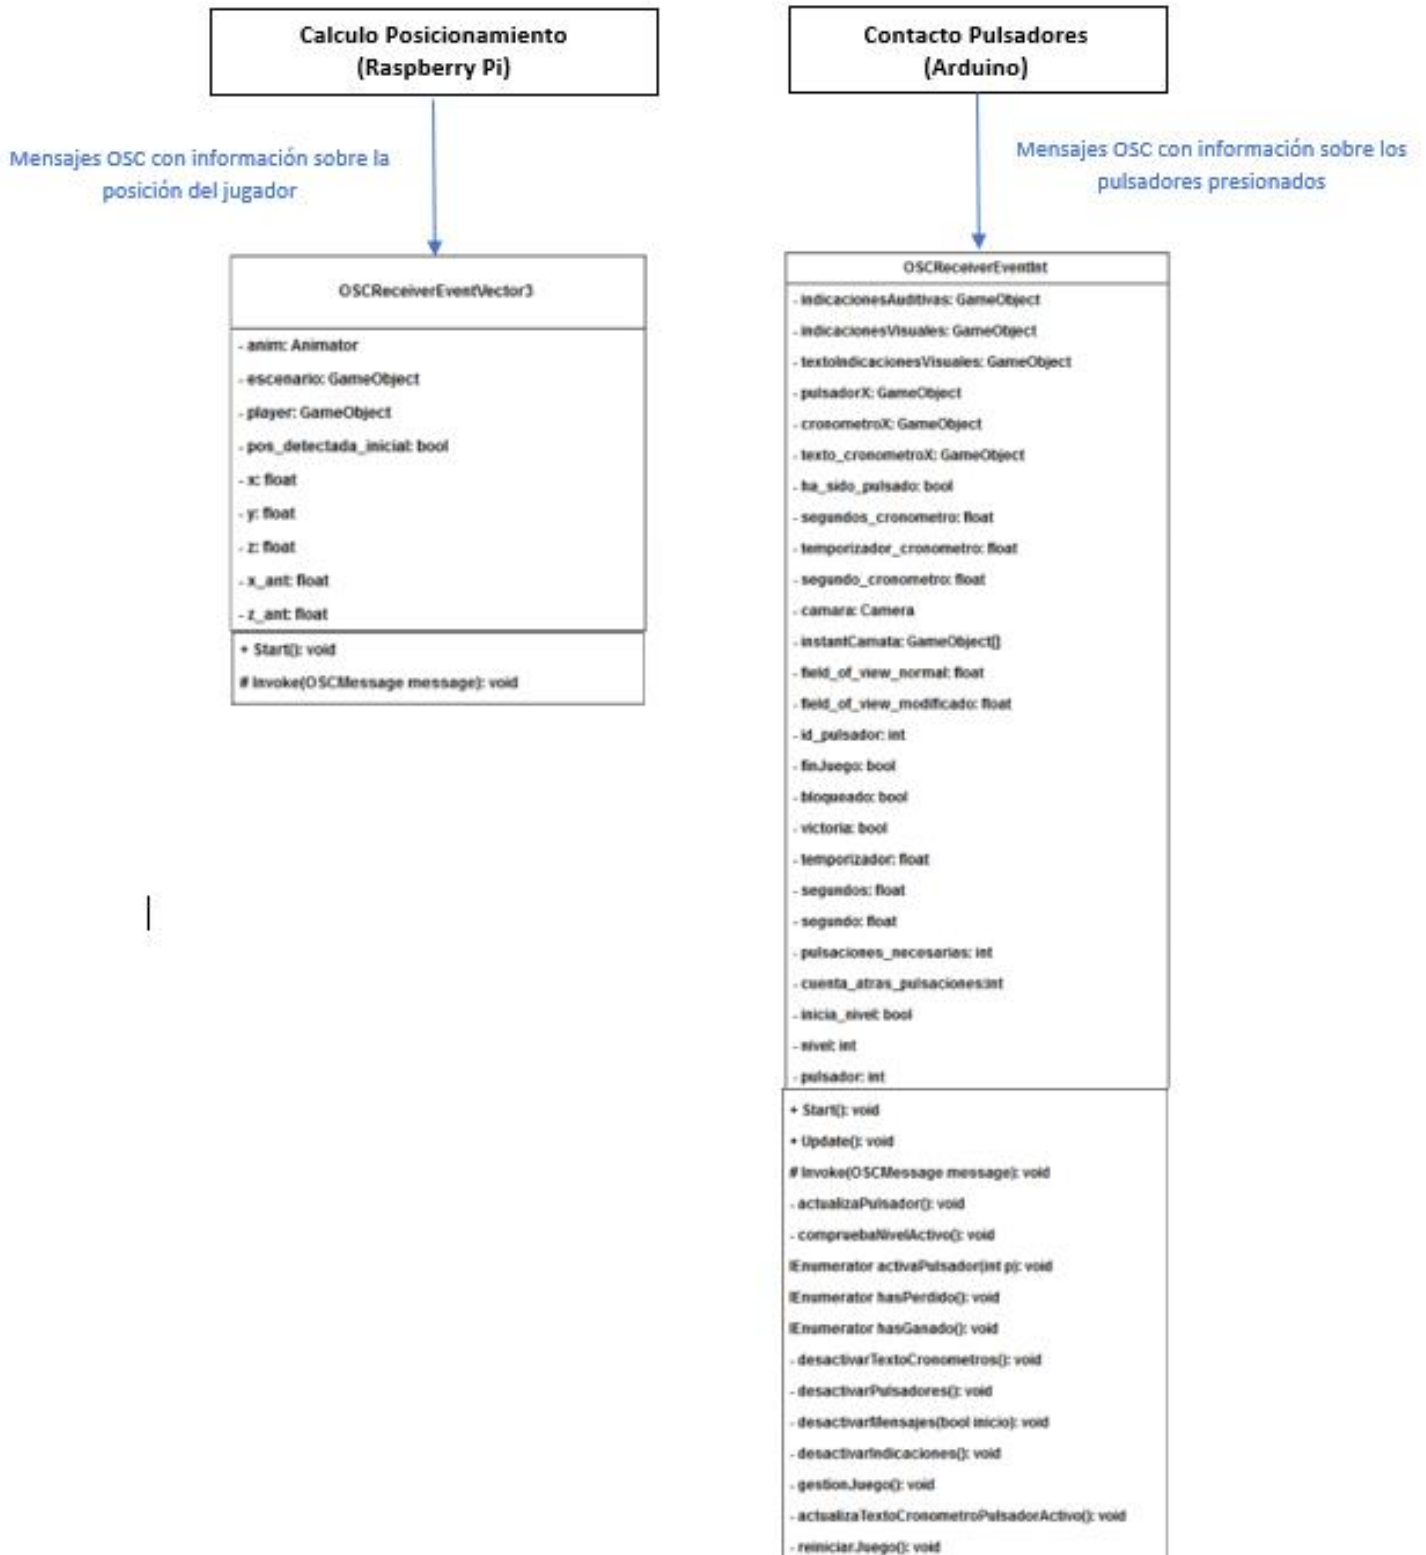 Calculo Posicionamiento
(Raspberry Pi)
Mensajes OSC con información sobre la
posición del jugador
OSCReceiverEventVector3
- anim: Animator
- escenario: GameObject
- player: GameObject
- pos_detectada_inicial: bool
- x: float
- y: float
- z: float
- x_ant: float
- z_ant: float
+ Start(): void
# Invoke(OSCMessage message): void
Contacto Pulsadores
(Arduino)
Mensajes OSC con información sobre los
pulsadores presionados
OSCReceiverEventInt
- indicacionesAuditivas: GameObject
- indicacionesVisuales: GameObject
- textoIndicacionesVisuales: GameObject
- pulsadorX: GameObject
- cronometroX: GameObject
- texto_cronometroX: GameObject
- ha_sido_pulsado: bool
- segundos_cronometro: float
- temporizador_cronometro: float
- segundo_cronometro: float
- camara: Camera
- instantCamata: GameObject[]
- field_of_view_normal: float
- field_of_view_modificado: float
- id_pulsador: int
- finJuego: bool
- bloqueado: bool
- victoria: bool
- temporizador: float
- segundos: float
- segundo: float
- pulsaciones_necesarias: int
- cuenta_atras_pulsaciones:int
- inicia_nivel: bool
- nivel: int
- pulsador: int
+ Start(): void
+ Update(): void
# Invoke(OSCMessage message): void
- actualizaPulsador(): void
- compruebaNivelActivo(): void
IEnumerator activaPulsador(int p): void
IEnumerator hasPerdido(): void
IEnumerator hasGanado(): void
- desactivarTextoCronometros(): void
- desactivarPulsadores(): void
- desactivarMensajes(bool inicio): void
- desactivarIndicaciones(): void
- gestionJuego(): void
- actualizaTextoCronometroPulsadorActivo(): void
- reiniciarJuego(): void